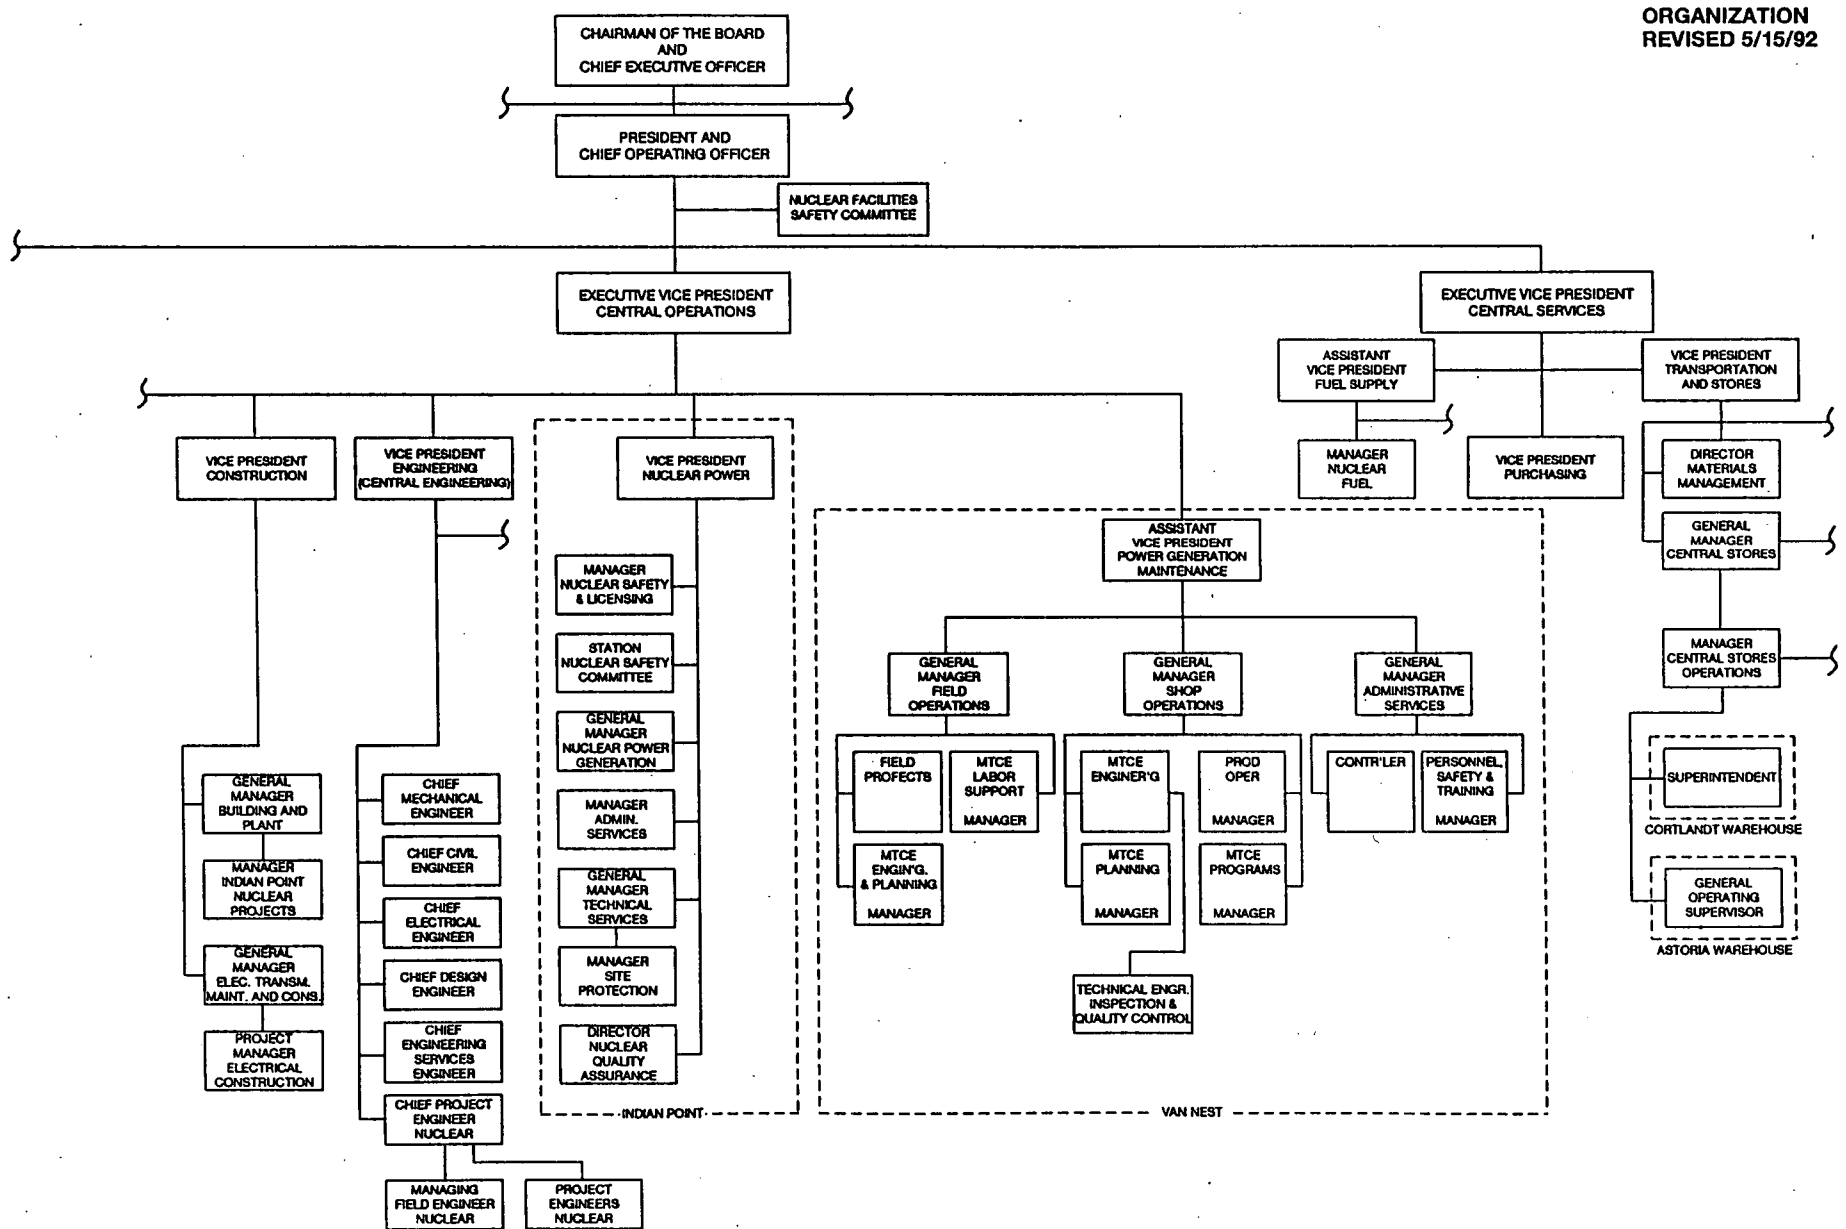 ORGANIZATION
REVISED 5/15/92
CHAIRMAN OF THE BOARD
AND
CHIEF EXECUTIVE OFFICER
PRESIDENT AND
CHIEF OPERATING OFFICER
NUCLEAR FACILITIES
SAFETY COMMITTEE
EXECUTIVE VICE PRESIDENT
CENTRAL OPERATIONS
EXECUTIVE VICE PRESIDENT
CENTRAL SERVICES
ASSISTANT
VICE PRESIDENT
FUEL SUPPLY
VICE PRESIDENT
TRANSPORTATION
AND STORES
VICE PRESIDENT
CONSTRUCTION
VICE PRESIDENT
ENGINEERING
(CENTRAL ENGINEERING)
VICE PRESIDENT
NUCLEAR POWER
MANAGER
NUCLEAR
FUEL
VICE PRESIDENT
PURCHASING
DIRECTOR
MATERIALS
MANAGEMENT
GENERAL
MANAGER
CENTRAL STORES
MANAGER
CENTRAL STORES
OPERATIONS
SUPERINTENDENT
CORTLANDT WAREHOUSE
GENERAL
OPERATING
SUPERVISOR
ASTORIA WAREHOUSE
GENERAL
MANAGER
BUILDING AND
PLANT
MANAGER
INDIAN POINT
NUCLEAR
PROJECTS
GENERAL
MANAGER
ELEC. TRANSM.
MAINT. AND CONS.
PROJECT
MANAGER
ELECTRICAL
CONSTRUCTION
CHIEF
MECHANICAL
ENGINEER
CHIEF CIVIL
ENGINEER
CHIEF
ELECTRICAL
ENGINEER
CHIEF DESIGN
ENGINEER
CHIEF
ENGINEERING
SERVICES
ENGINEER
CHIEF PROJECT
ENGINEER
NUCLEAR
MANAGING
FIELD ENGINEER
NUCLEAR
PROJECT
ENGINEERS
NUCLEAR
MANAGER
NUCLEAR SAFETY
& LICENSING
STATION
NUCLEAR SAFETY
COMMITTEE
GENERAL
MANAGER
NUCLEAR POWER
GENERATION
MANAGER
ADMIN.
SERVICES
GENERAL
MANAGER
TECHNICAL
SERVICES
MANAGER
SITE
PROTECTION
DIRECTOR
NUCLEAR
QUALITY
ASSURANCE
INDIAN POINT
ASSISTANT
VICE PRESIDENT
POWER GENERATION
MAINTENANCE
GENERAL
MANAGER
FIELD
OPERATIONS
GENERAL
MANAGER
SHOP
OPERATIONS
GENERAL
MANAGER
ADMINISTRATIVE
SERVICES
FIELD
PROFECTS
MTCE
LABOR
SUPPORT
MANAGER
MTCE
ENGIN'G.
& PLANNING
MANAGER
MTCE
ENGINER'G
PROD
OPER
MANAGER
MTCE
PLANNING
MANAGER
MTCE
PROGRAMS
MANAGER
TECHNICAL ENGR.
INSPECTION &
QUALITY CONTROL
CONTR'LER
PERSONNEL,
SAFETY &
TRAINING
MANAGER
VAN NEST